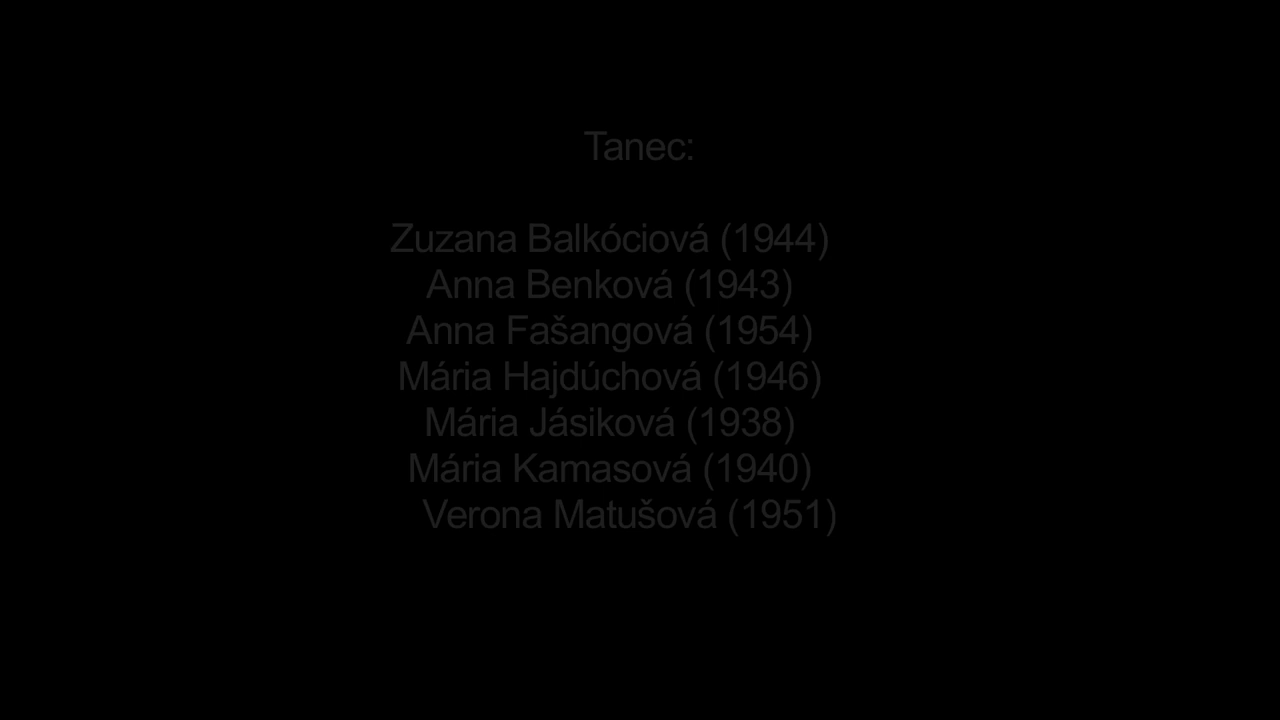 Tanec:
Zuzana Balkóciová (1944)
Anna Benková (1943)
Anna Fašangová (1954)
Mária Hajdúchová (1946)
Mária Jásiková (1938)
Mária Kamasová (1940)
Verona Matušová (1951)